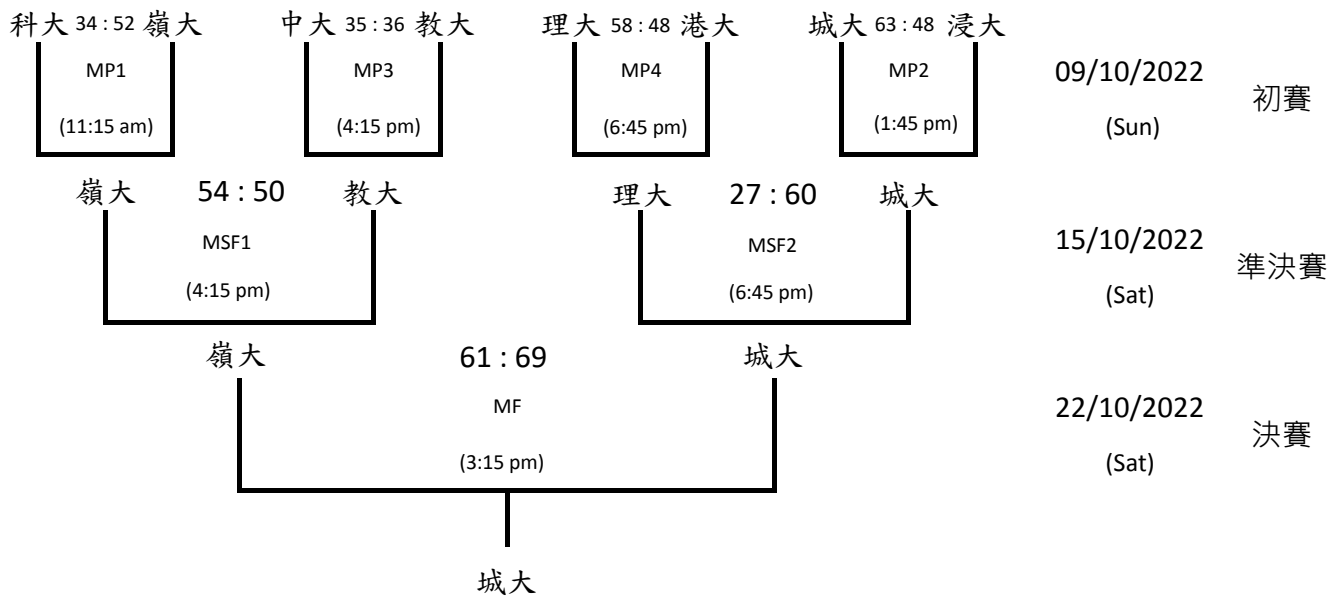 科大 34 : 52 嶺大 中大 35 : 36 教大 理大 58 : 48 港大 城大 63 : 48 浸大
MP1 MP3 MP4 MP2 09/10/2022
初賽
(11:15 am) (4:15 pm) (6:45 pm) (1:45 pm) (Sun)
嶺大 54 : 50 教大 理大 27 : 60 城大
MSF1 MSF2 15/10/2022
準決賽
(4:15 pm) (6:45 pm) (Sat)
嶺大 61 : 69 城大
MF 22/10/2022
決賽
(3:15 pm) (Sat)
城大